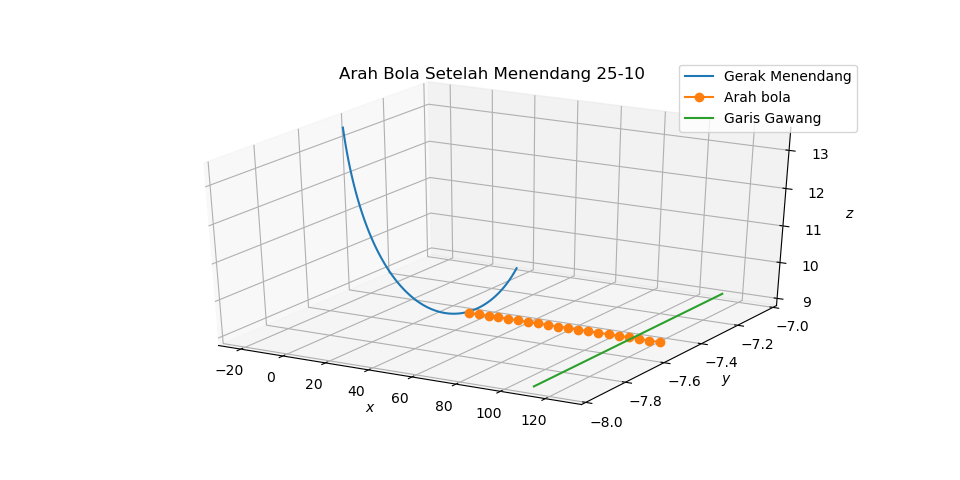 Arah Bola Setelah Menendang 25-10
Gerak Menendang
Arah bola
Garis Gawang
13
12
11
10
9
z
−7.0
−7.2
−7.4
−7.6
−7.8
−8.0
y
−20
0
20
40
60
80
100
120
x